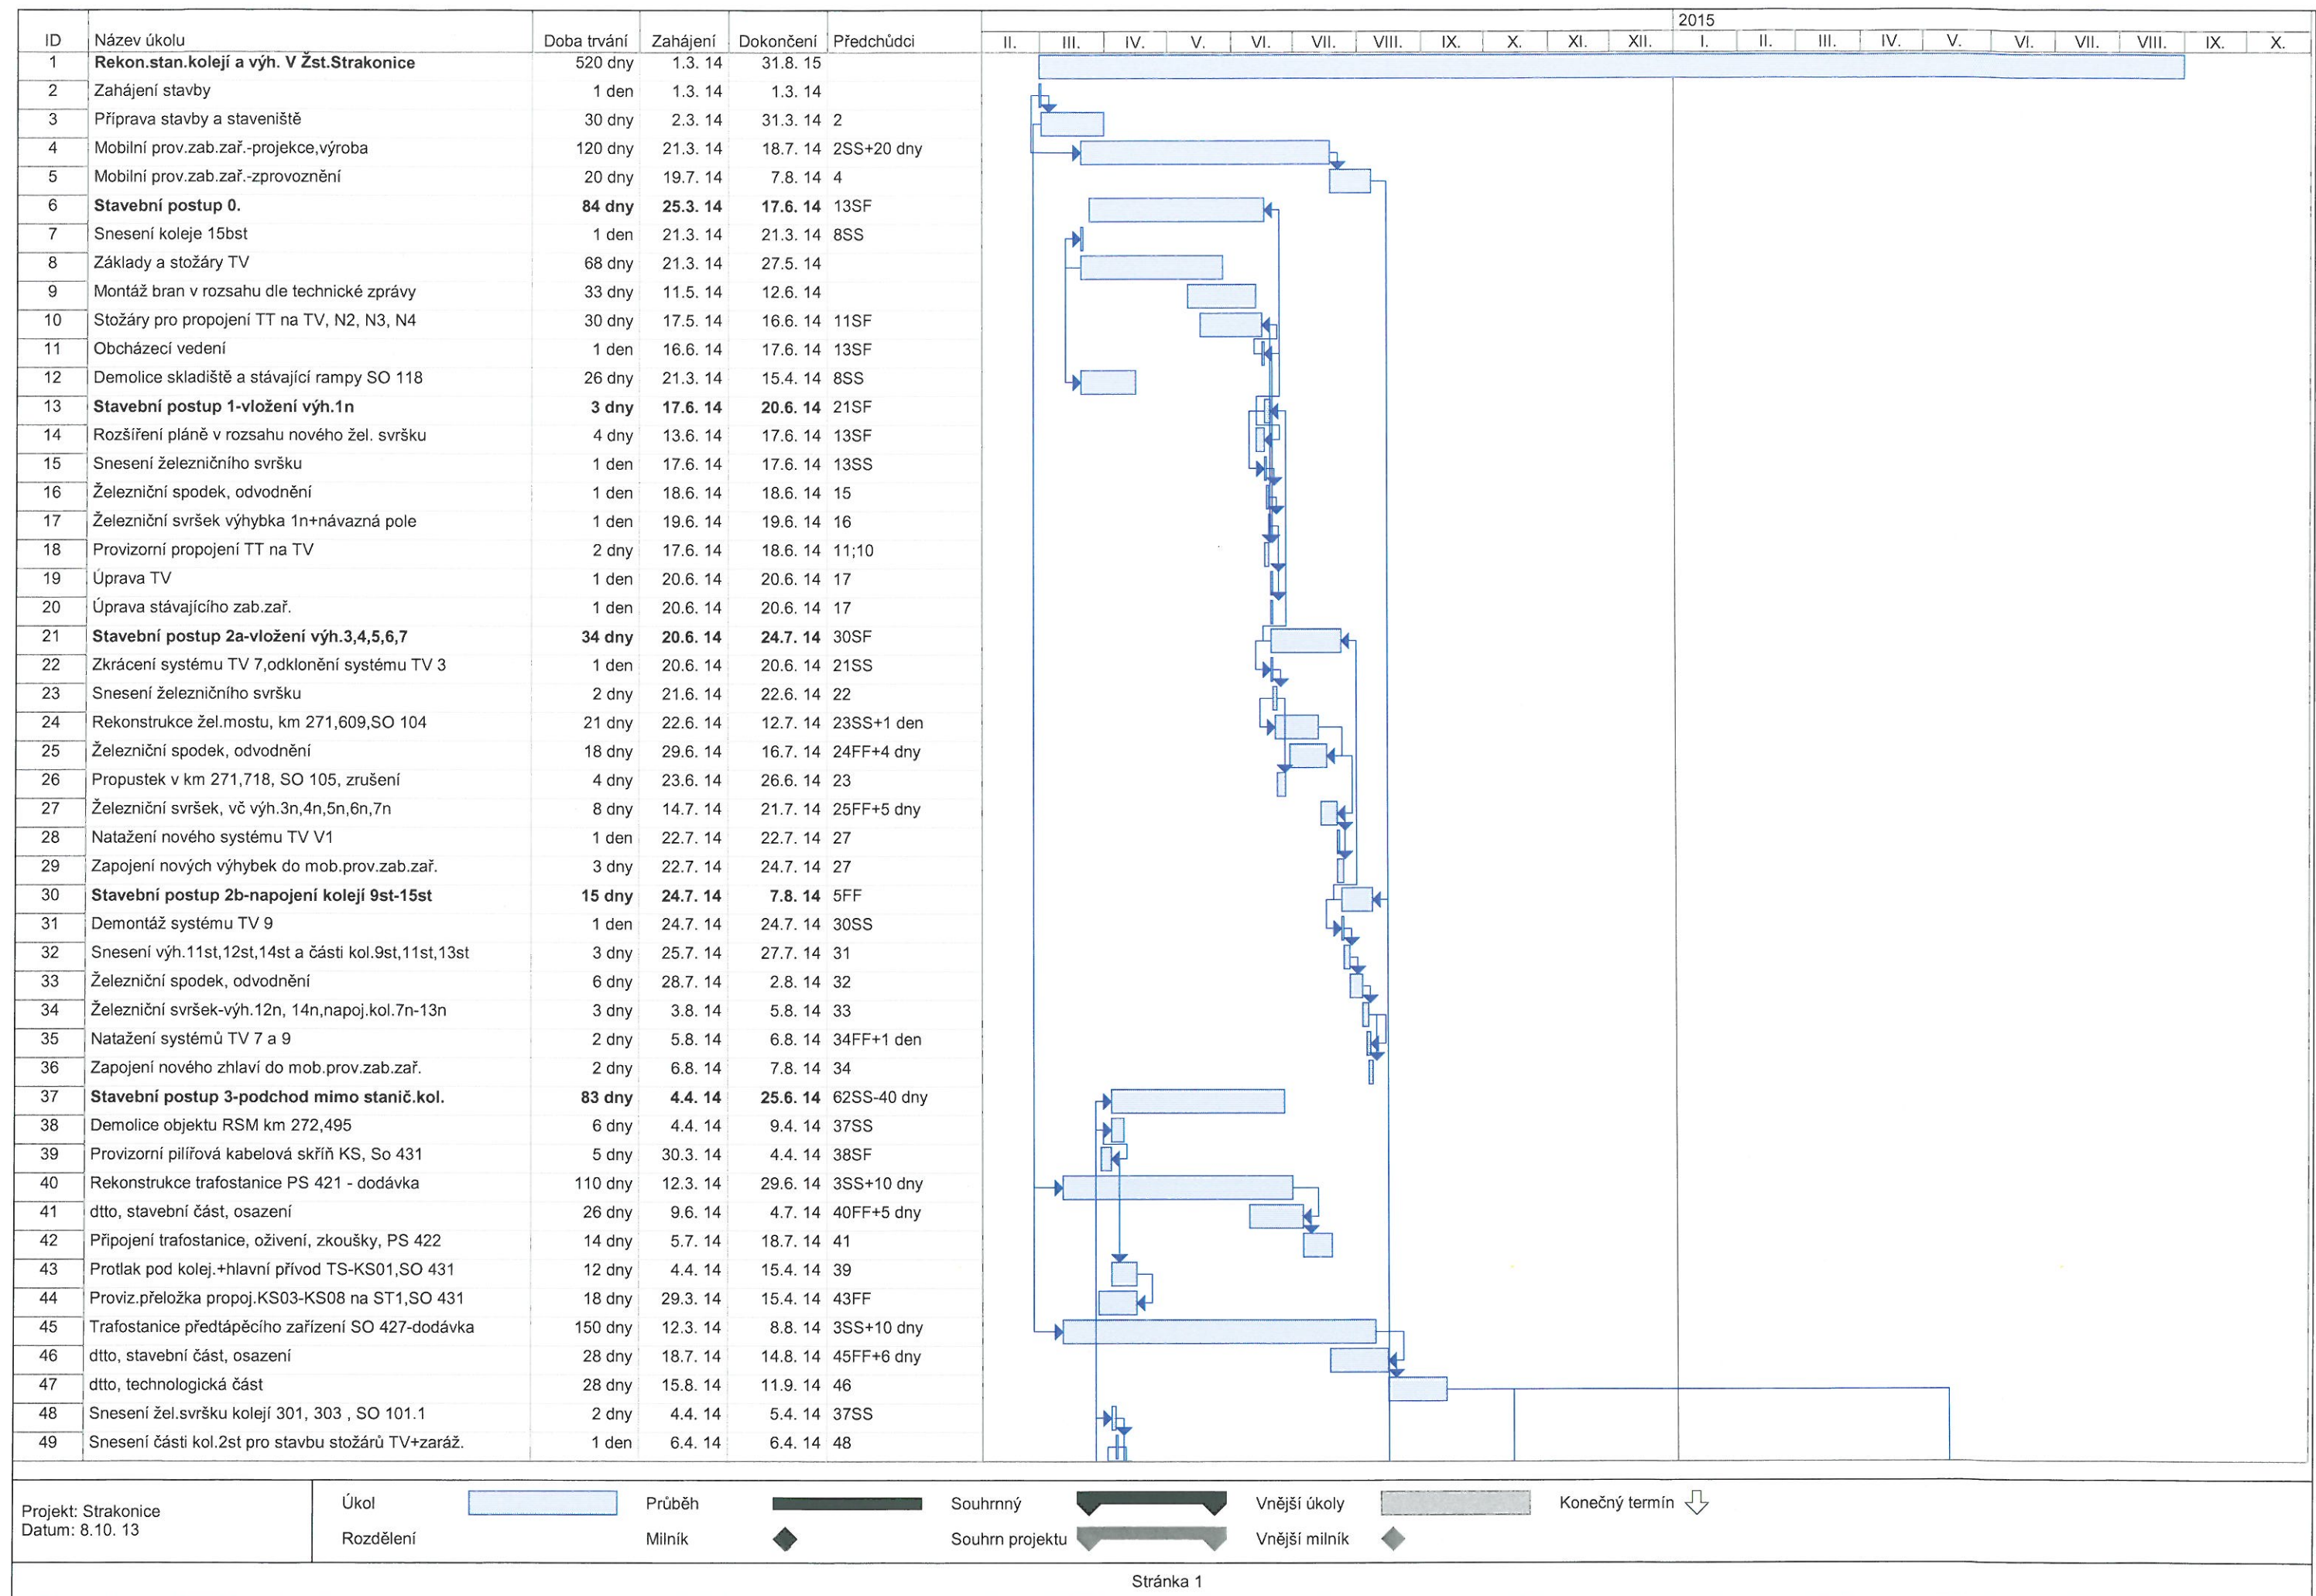 2015
ID Název úkolu Doba trvání Zahájení Dokončení Předchůdci II. III. IV. V. VI. VII. VIII. IX. X. XI. XII. I. II. III. IV. V. VI. VII. VIII. IX. X.
1 Rekon.stan.kolejí a výh. V Žst.Strakonice 520 dny 1.3. 14 31.8. 15
2 Zahájení stavby 1 den 1.3. 14 1.3. 14
3 Příprava stavby a staveniště 30 dny 2.3. 14 31.3. 14 2
4 Mobilní prov.zab.zař.-projekce,výroba 120 dny 21.3. 14 18.7. 14 2SS+20 dny
5 Mobilní prov.zab.zař.-zprovoznění 20 dny 19.7. 14 7.8. 14 4
6 Stavební postup 0. 84 dny 25.3. 14 17.6. 14 13SF
7 Snesení koleje 15bst 1 den 21.3. 14 21.3. 14 8SS
8 Základy a stožáry TV 68 dny 21.3. 14 27.5. 14
9 Montáž bran v rozsahu dle technické zprávy 33 dny 11.5. 14 12.6. 14
10 Stožáry pro propojení TT na TV, N2, N3, N4 30 dny 17.5. 14 16.6. 14 11SF
11 Obcházecí vedení 1 den 16.6. 14 17.6. 14 13SF
12 Demolice skladiště a stávající rampy SO 118 26 dny 21.3. 14 15.4. 14 8SS
13 Stavební postup 1-vložení výh.1n 3 dny 17.6. 14 20.6. 14 21SF
14 Rozšíření pláně v rozsahu nového žel. svršku 4 dny 13.6. 14 17.6. 14 13SF
15 Snesení železničního svršku 1 den 17.6. 14 17.6. 14 13SS
16 Železniční spodek, odvodnění 1 den 18.6. 14 18.6. 14 15
17 Železniční svršek výhybka 1n+návazná pole 1 den 19.6. 14 19.6. 14 16
18 Provizorní propojení TT na TV 2 dny 17.6. 14 18.6. 14 11;10
19 Úprava TV 1 den 20.6. 14 20.6. 14 17
20 Úprava stávajícího zab.zař. 1 den 20.6. 14 20.6. 14 17
21 Stavební postup 2a-vložení výh.3,4,5,6,7 34 dny 20.6. 14 24.7. 14 30SF
22 Zkrácení systému TV 7,odklonění systému TV 3 1 den 20.6. 14 20.6. 14 21SS
23 Snesení železničního svršku 2 dny 21.6. 14 22.6. 14 22
24 Rekonstrukce žel.mostu, km 271,609,SO 104 21 dny 22.6. 14 12.7. 14 23SS+1 den
25 Železniční spodek, odvodnění 18 dny 29.6. 14 16.7. 14 24FF+4 dny
26 Propustek v km 271,718, SO 105, zrušení 4 dny 23.6. 14 26.6. 14 23
27 Železniční svršek, vč výh.3n,4n,5n,6n,7n 8 dny 14.7. 14 21.7. 14 25FF+5 dny
28 Natažení nového systému TV V1 1 den 22.7. 14 22.7. 14 27
29 Zapojení nových výhybek do mob.prov.zab.zař. 3 dny 22.7. 14 24.7. 14 27
30 Stavební postup 2b-napojení kolejí 9st-15st 15 dny 24.7. 14 7.8. 14 5FF
31 Demontáž systému TV 9 1 den 24.7. 14 24.7. 14 30SS
32 Snesení výh.11st,12st,14st a části kol.9st,11st,13st 3 dny 25.7. 14 27.7. 14 31
33 Železniční spodek, odvodnění 6 dny 28.7. 14 2.8. 14 32
34 Železniční svršek-výh.12n, 14n,napoj.kol.7n-13n 3 dny 3.8. 14 5.8. 14 33
35 Natažení systémů TV 7 a 9 2 dny 5.8. 14 6.8. 14 34FF+1 den
36 Zapojení nového zhlaví do mob.prov.zab.zař. 2 dny 6.8. 14 7.8. 14 34
37 Stavební postup 3-podchod mimo stanič.kol. 83 dny 4.4. 14 25.6. 14 62SS-40 dny
38 Demolice objektu RSM km 272,495 6 dny 4.4. 14 9.4. 14 37SS
39 Provizorní pilířová kabelová skříň KS, So 431 5 dny 30.3. 14 4.4. 14 38SF
40 Rekonstrukce trafostanice PS 421 - dodávka 110 dny 12.3. 14 29.6. 14 3SS+10 dny
41 dtto, stavební část, osazení 26 dny 9.6. 14 4.7. 14 40FF+5 dny
42 Připojení trafostanice, oživení, zkoušky, PS 422 14 dny 5.7. 14 18.7. 14 41
43 Protlak pod kolej.+hlavní přívod TS-KS01,SO 431 12 dny 4.4. 14 15.4. 14 39
44 Proviz.přeložka propoj.KS03-KS08 na ST1,SO 431 18 dny 29.3. 14 15.4. 14 43FF
45 Trafostanice předtápěcího zařízení SO 427-dodávka 150 dny 12.3. 14 8.8. 14 3SS+10 dny
46 dtto, stavební část, osazení 28 dny 18.7. 14 14.8. 14 45FF+6 dny
47 dtto, technologická část 28 dny 15.8. 14 11.9. 14 46
48 Snesení žel.svršku kolejí 301, 303 , SO 101.1 2 dny 4.4. 14 5.4. 14 37SS
49 Snesení části kol.2st pro stavbu stožárů TV+zaráž. 1 den 6.4. 14 6.4. 14 48
Projekt: Strakonice
Datum: 8.10. 13
Úkol Průběh Souhrnný Vnější úkoly Konečný termín
Rozdělení Milník Souhrn projektu Vnější milník
Stránka 1